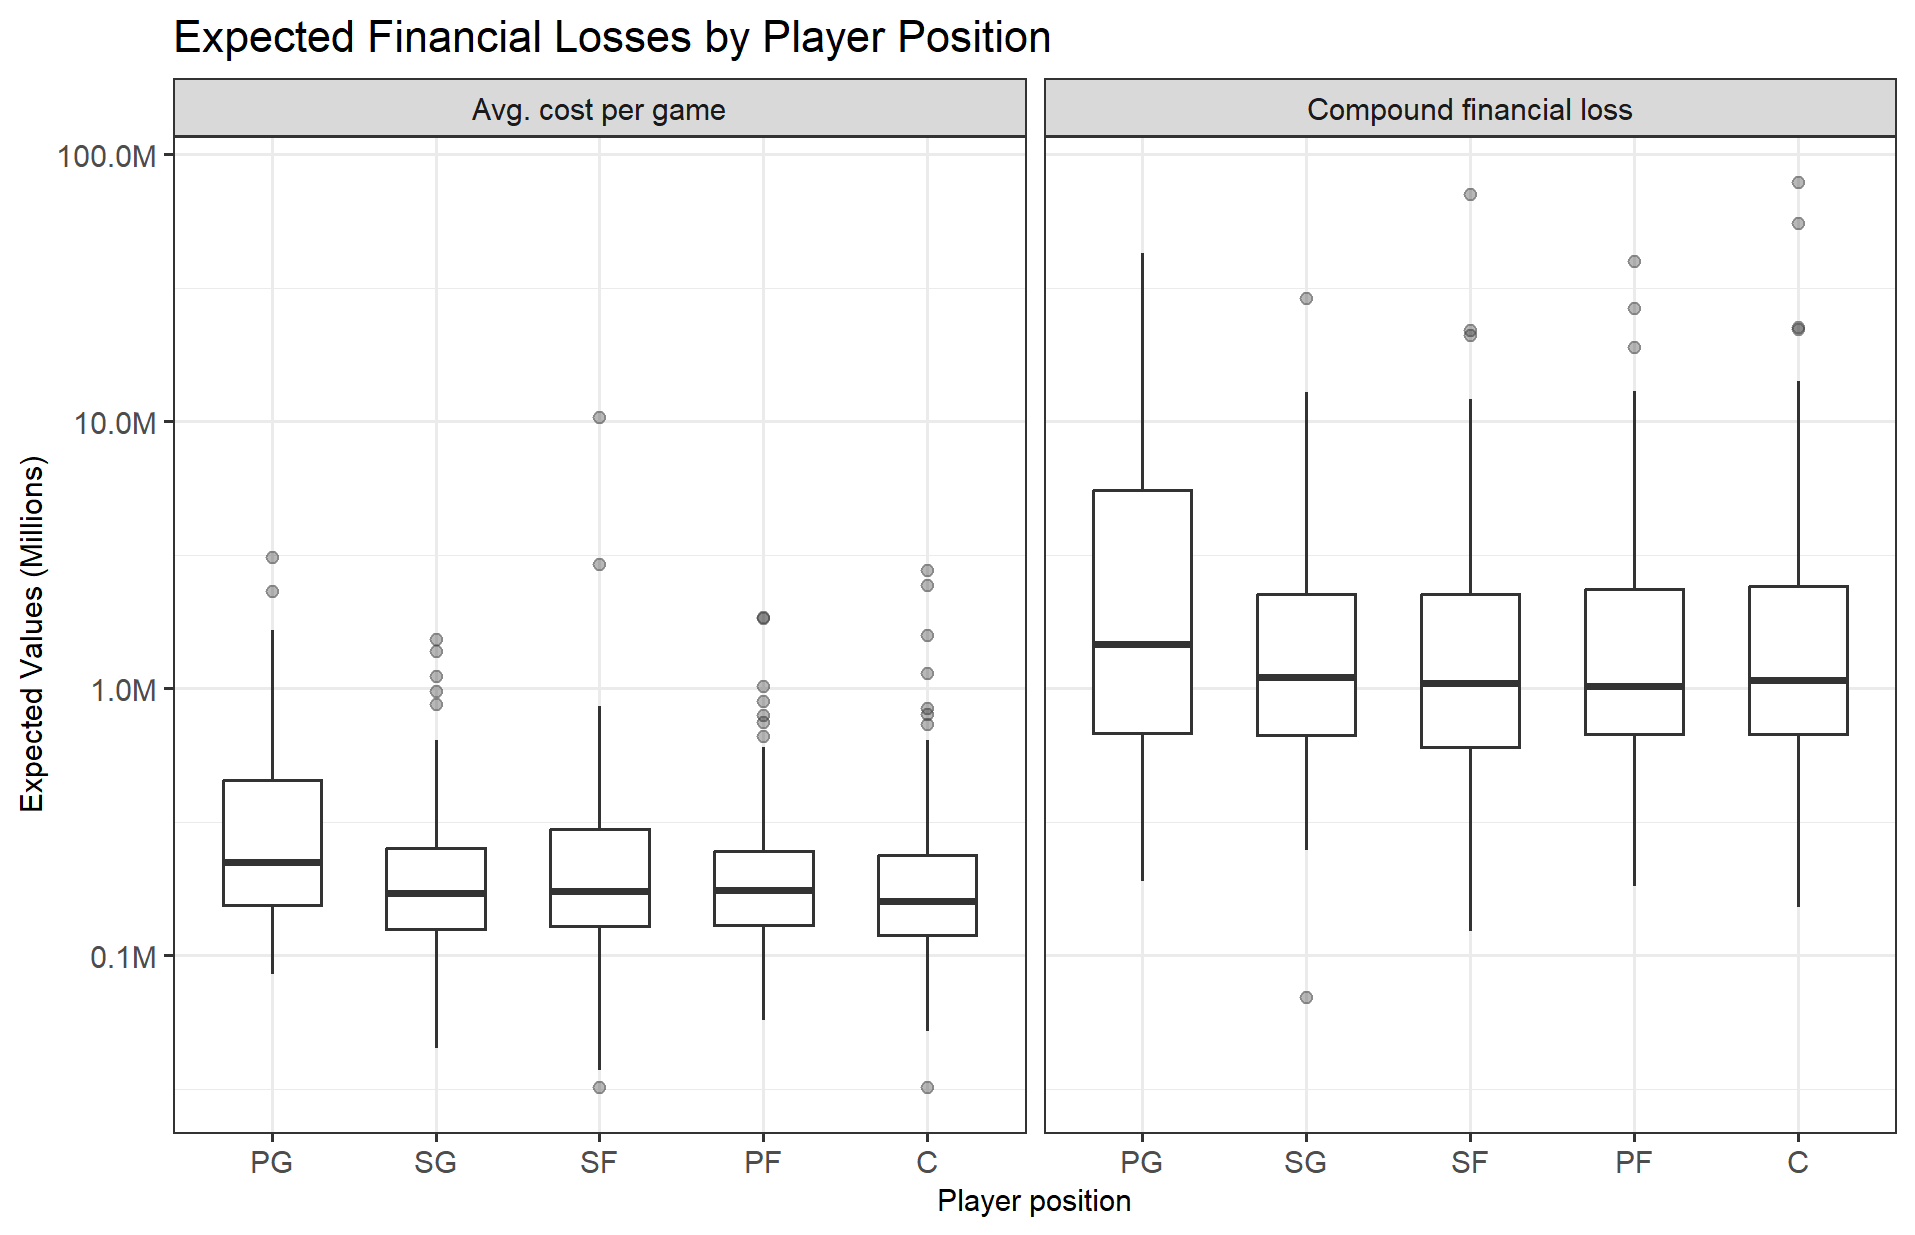 Expected Financial Losses by Player Position
Avg. cost per game
Compound financial loss
Expected Values (Millions)
100.0M
10.0M
1.0M
0.1M
PG SG SF PF C
PG SG SF PF C
Player position